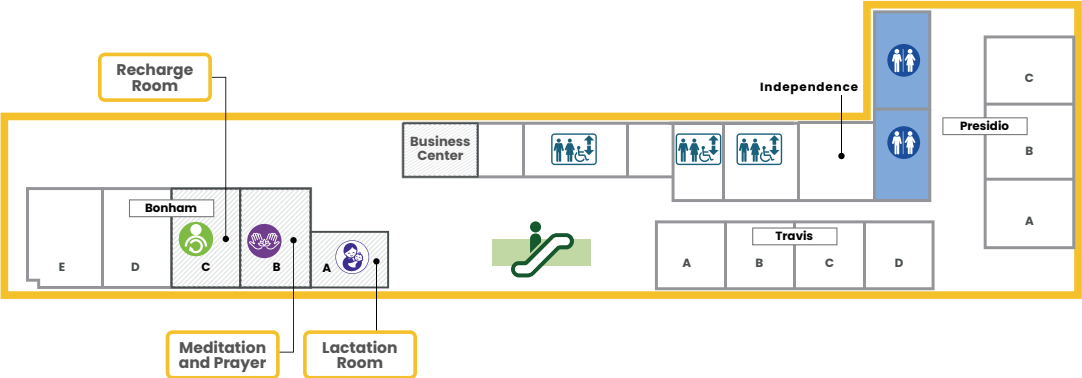 Recharge
Room
Independence
C
Presidio
B
A
Business
Center
Bonham
E
D
C
B
A
Travis
A
B
C
D
Meditation
and Prayer
Lactation
Room